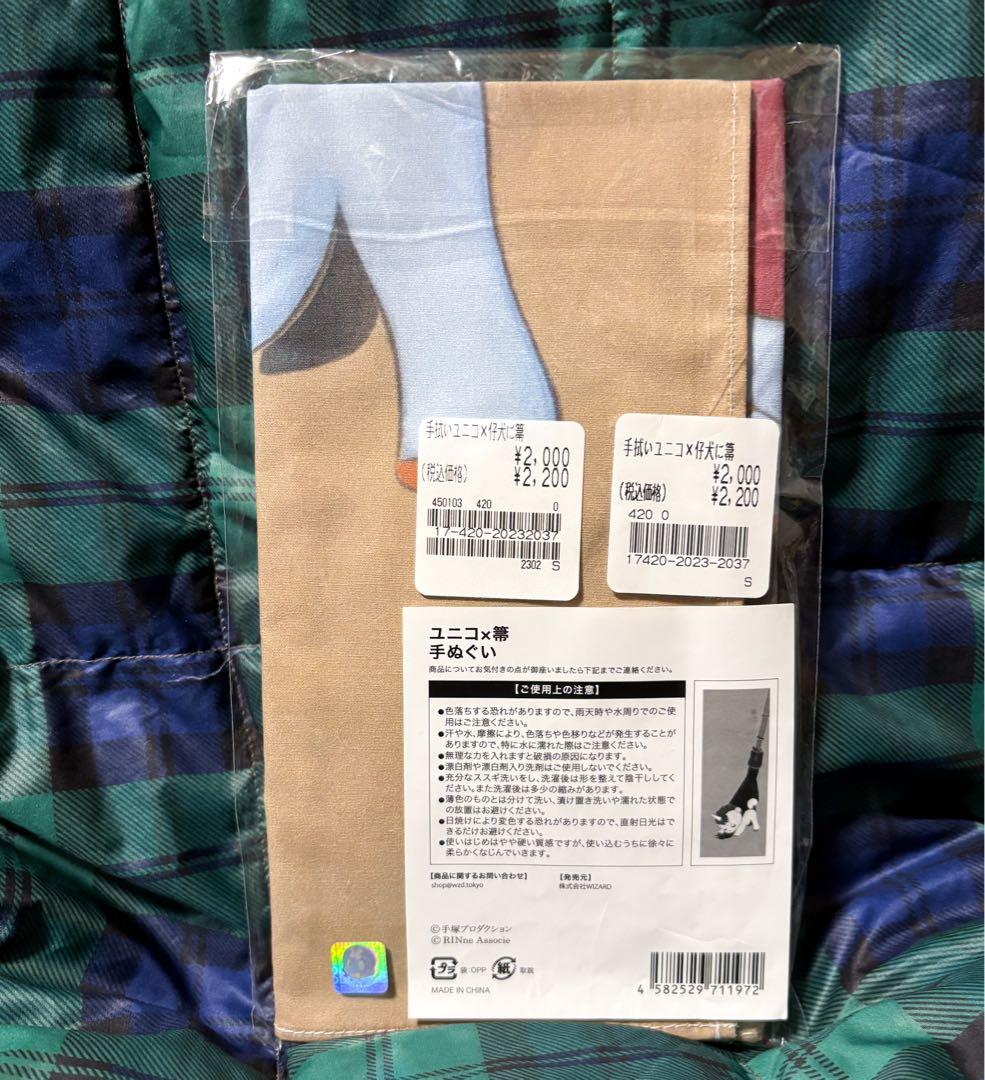 手拭いユニコ×仔犬に箒
¥2,000
(税込価格) ¥2,200
450103 420 0
17-420-20232037
2302 S
手拭いユニコ×仔犬に箒
¥2,000
(税込価格) ¥2,200
420 0
17420-2023-2037
S
ユニコ×箒
手ぬぐい
商品についてお気付きの点が御座いましたら下記までご連絡ください。
【ご使用上の注意】
●色落ちする恐れがありますので、雨天時や水周りでのご使
用はご注意ください。
●汗や水、摩擦により、色落ちや色移りなどが発生することが
ありますので、特に水に濡れた際はご注意ください。
●無理な力を入れますと破損の原因になります。
●漂白剤や漂白剤入り洗剤はご使用しないでください。
●充分なススギ洗いをし、洗濯後は形を整えて陰干ししてく
ださい。また洗濯後は多少の縮みがあります。
●薄色のものとは分けて洗い、漬け置き洗いや濡れた状態で
の放置はお避けください。
●日焼けにより変色する恐れがありますので、直射日光はで
きるだけお避けください。
●使いはじめはやや硬い質感ですが、使い込むうちに徐々に
柔らかくなじんでいきます。
【商品に関するお問い合わせ】
shop@wzd.tokyo
【発売元】
株式会社WIZARD
©手塚プロダクション
© RINne Associe
プラ 袋:OPP 紙 取説
MADE IN CHINA
4 582529 711972